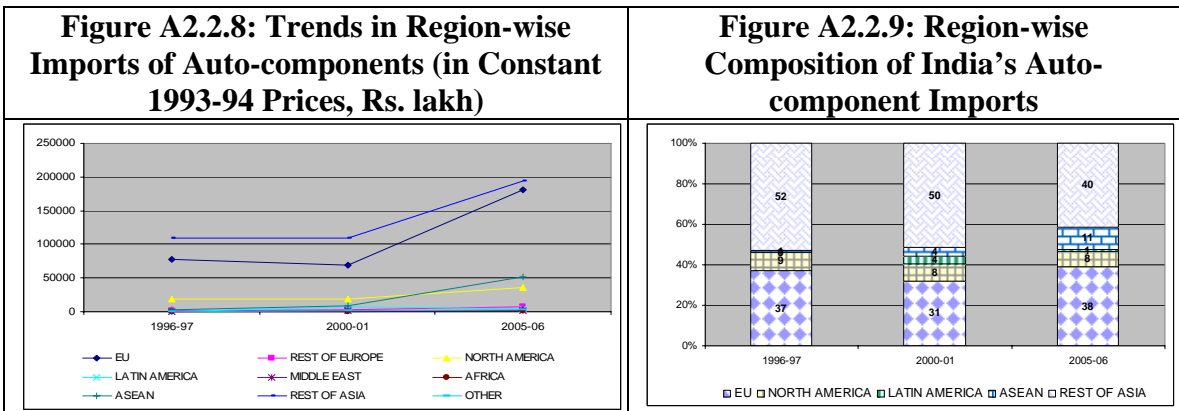 Figure A2.2.8: Trends in Region-wise
Imports of Auto-components (in Constant
1993-94 Prices, Rs. lakh)
250000
200000
150000
100000
50000
0
1996-97 2000-01 2005-06
EU REST OF EUROPE NORTH AMERICA
LATIN AMERICA MIDDLE EAST AFRICA
ASEAN REST OF ASIA OTHER
Figure A2.2.9: Region-wise
Composition of India's Auto-
component Imports
100%
80%
60%
40%
20%
0%
52 50 40
4 11
4 1
9 8 8
37 31 38
1996-97 2000-01 2005-06
EU NORTH AMERICA LATIN AMERICA ASEAN REST OF ASIA